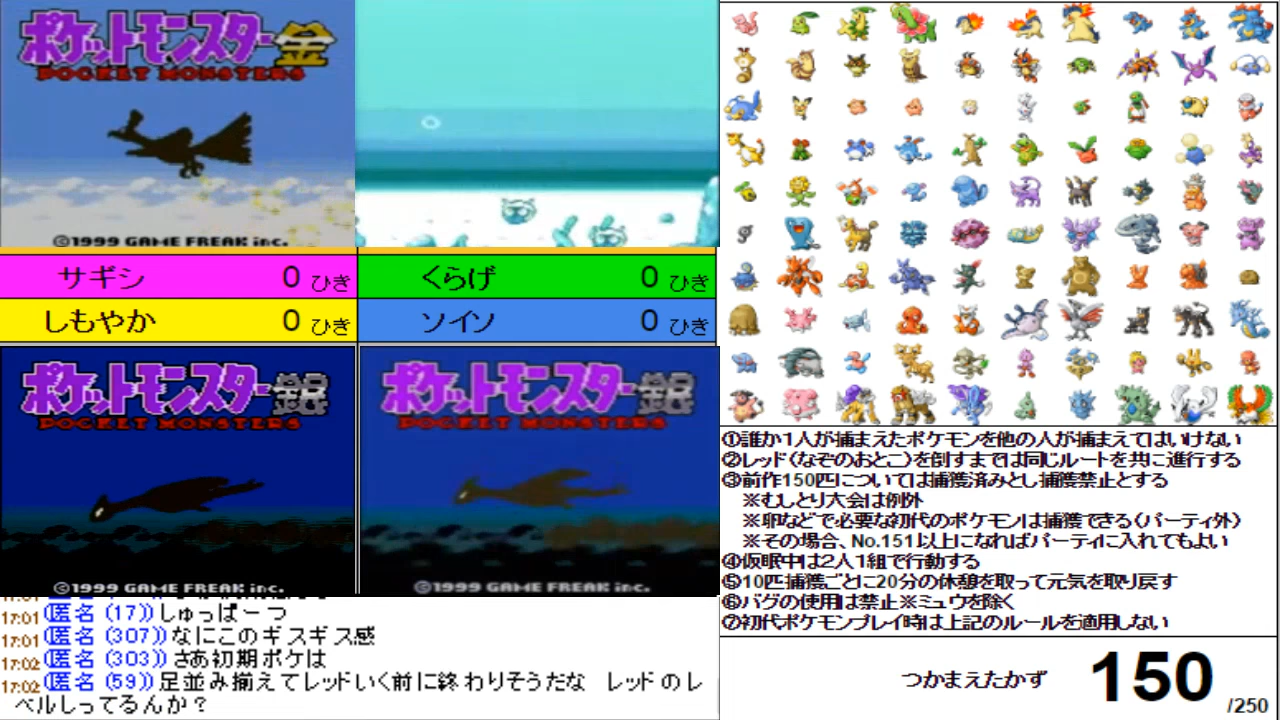 ポケットモンスター金
POCKET MONSTERS
©1999 GAME FREAK inc.
サギシ 0 ひき
くらげ 0 ひき
しもやか 0 ひき
ソイソ 0 ひき
ポケットモンスター銀
POCKET MONSTERS
©1999 GAME FREAK inc.
ポケットモンスター銀
POCKET MONSTERS
©1999 GAME FREAK inc.
17:01 (匿名 (17)) しゅっぱーつ
17:01 (匿名 (307)) なにこのギスギス感
17:02 (匿名 (303)) さあ初期ポケは
17:02 (匿名 (59)) 足並み揃えてレッドいく前に終わりそうだな　レッドのレ
ベルしってるんか？
①誰か1人が捕まえたポケモンを他の人が捕まえてはいけない
②レッド(なぞのおとこ)を倒すまでは同じルートを共に進行する
③前作150匹については捕獲済みとし捕獲禁止とする
※むしとり大会は例外
※卵などで必要な初代のポケモンは捕獲できる(パーティ外)
※その場合、No.151以上になればパーティに入れてもよい
④仮眠中は2人1組で行動する
⑤10匹捕獲ごとに20分の休憩を取って元気を取り戻す
⑥バグの使用は禁止※ミュウを除く
⑦初代ポケモンプレイ時は上記のルールを適用しない
つかまえたかず 150 /250